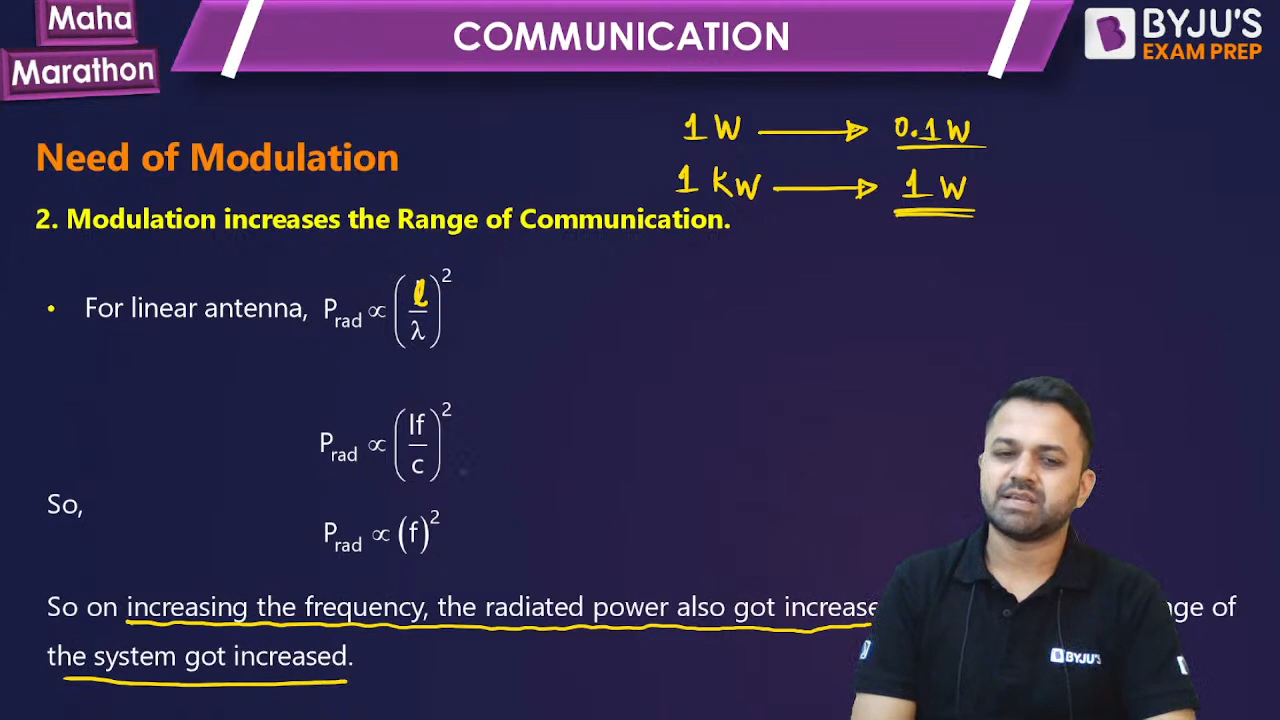 Maha
Marathon
COMMUNICATION
BYJU'S
EXAM PREP
1 W → 0.1 W
1 KW → 1 W
Need of Modulation
2. Modulation increases the Range of Communication.
• For linear antenna, P_rad ∝ (l/λ)²
P_rad ∝ (lf/c)²
So,
P_rad ∝ (f)²
So on increasing the frequency, the radiated power also got increase nge of
the system got increased.
BYJU'S